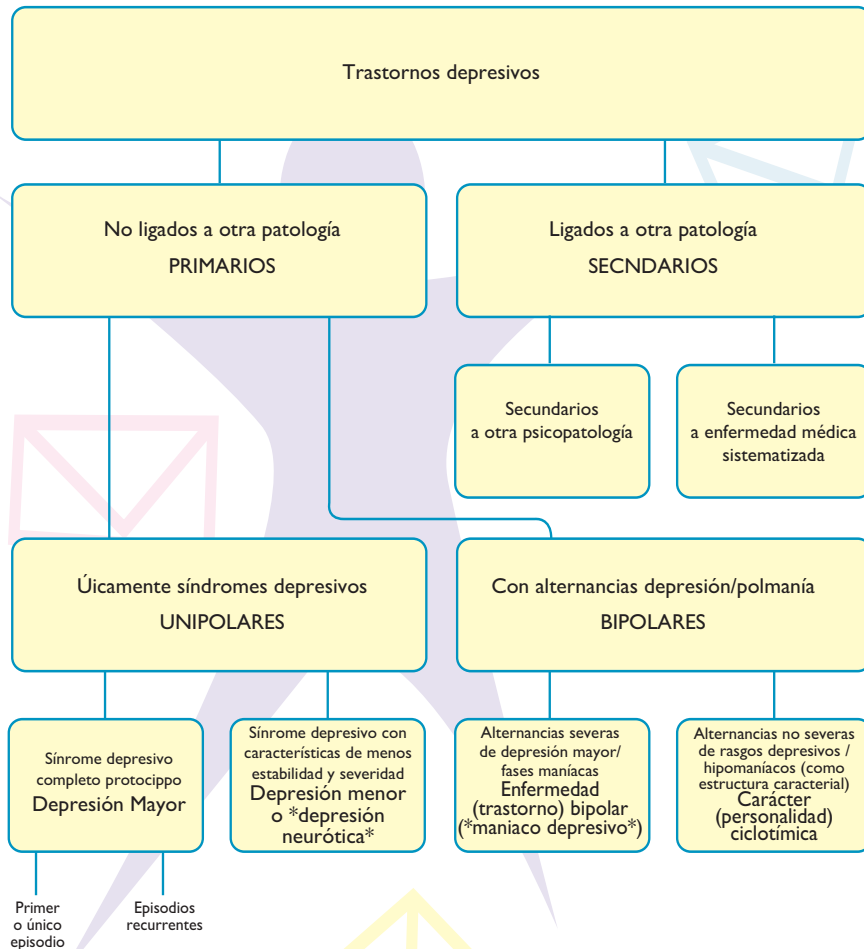 Trastornos depresivos
No ligados a otra patología
PRIMARIOS
Ligados a otra patología
SECNDARIOS
Secundarios
a otra psicopatología
Secundarios
a enfermedad médica
sistematizada
Úicamente síndromes depresivos
UNIPOLARES
Con alternancias depresión/polmanía
BIPOLARES
Sínrome depresivo
completo protocippo
Depresión Mayor
Síndrome depresivo con
características de menos
estabilidad y severidad
Depresión menor
o *depresión
neurótica*
Alternancias severas
de depresión mayor/
fases maníacas
Enfermedad
(trastorno) bipolar
(*maniaco depresivo*)
Alternancias no severas
de rasgos depresivos /
hipomaníacos (como
estructura caracterial)
Carácter
(personalidad)
ciclotímica
Primer
o único
episodio
Episodios
recurrentes